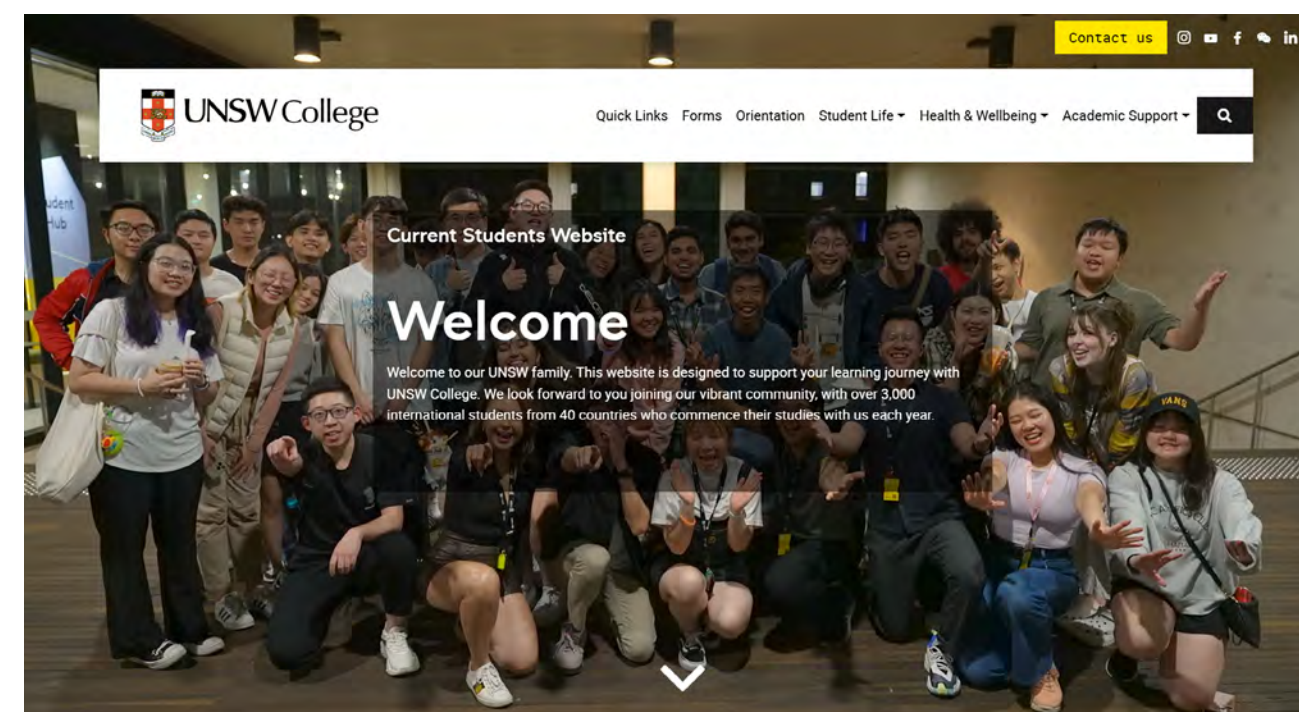 Contact us
UNSW College
Quick Links Forms Orientation Student Life Health & Wellbeing Academic Support
udent
Hub
Current Students Website
Welcome
Welcome to our UNSW family. This website is designed to support your learning journey with
UNSW College. We look forward to you joining our vibrant community, with over 3,000
international students from 40 countries who commence their studies with us each year.
VANS